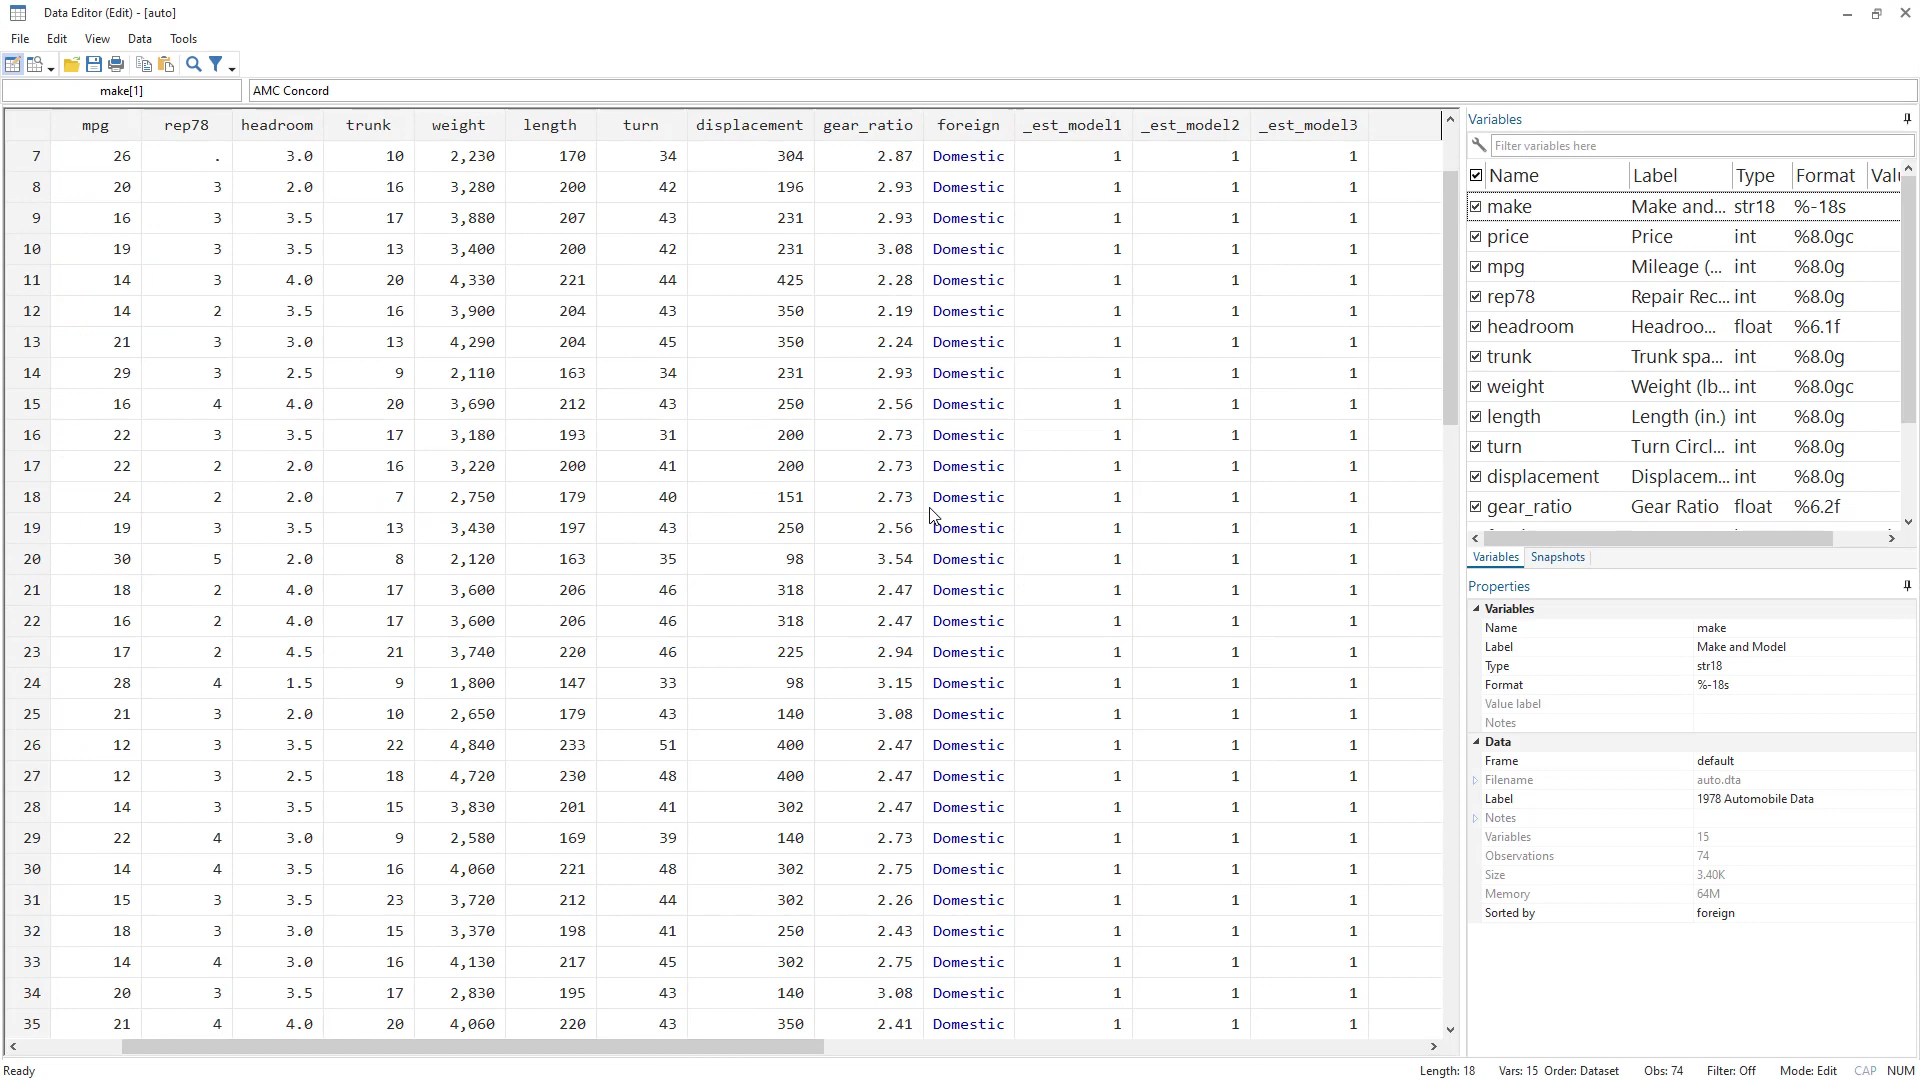 Data Editor (Edit) - [auto]
File Edit View Data Tools
make[1] AMC Concord
mpg rep78 headroom trunk weight length turn displacement gear_ratio foreign _est_model1 _est_model2 _est_model3
7 26 . 3.0 10 2,230 170 34 304 2.87 Domestic 1 1 1
8 20 3 2.0 16 3,280 200 42 196 2.93 Domestic 1 1 1
9 16 3 3.5 17 3,880 207 43 231 2.93 Domestic 1 1 1
10 19 3 3.5 13 3,400 200 42 231 3.08 Domestic 1 1 1
11 14 3 4.0 20 4,330 221 44 425 2.28 Domestic 1 1 1
12 14 2 3.5 16 3,900 204 43 350 2.19 Domestic 1 1 1
13 21 3 3.0 13 4,290 204 45 350 2.24 Domestic 1 1 1
14 29 3 2.5 9 2,110 163 34 231 2.93 Domestic 1 1 1
15 16 4 4.0 20 3,690 212 43 250 2.56 Domestic 1 1 1
16 22 3 3.5 17 3,180 193 31 200 2.73 Domestic 1 1 1
17 22 2 2.0 16 3,220 200 41 200 2.73 Domestic 1 1 1
18 24 2 2.0 7 2,750 179 40 151 2.73 Domestic 1 1 1
19 19 3 3.5 13 3,430 197 43 250 2.56 Domestic 1 1 1
20 30 5 2.0 8 2,120 163 35 98 3.54 Domestic 1 1 1
21 18 2 4.0 17 3,600 206 46 318 2.47 Domestic 1 1 1
22 16 2 4.0 17 3,600 206 46 318 2.47 Domestic 1 1 1
23 17 2 4.5 21 3,740 220 46 225 2.94 Domestic 1 1 1
24 28 4 1.5 9 1,800 147 33 98 3.15 Domestic 1 1 1
25 21 3 2.0 10 2,650 179 43 140 3.08 Domestic 1 1 1
26 12 3 3.5 22 4,840 233 51 400 2.47 Domestic 1 1 1
27 12 3 2.5 18 4,720 230 48 400 2.47 Domestic 1 1 1
28 14 3 3.5 15 3,830 201 41 302 2.47 Domestic 1 1 1
29 22 4 3.0 9 2,580 169 39 140 2.73 Domestic 1 1 1
30 14 4 3.5 16 4,060 221 48 302 2.75 Domestic 1 1 1
31 15 3 3.5 23 3,720 212 44 302 2.26 Domestic 1 1 1
32 18 3 3.0 15 3,370 198 41 250 2.43 Domestic 1 1 1
33 14 4 3.0 16 4,130 217 45 302 2.75 Domestic 1 1 1
34 20 3 3.5 17 2,830 195 43 140 3.08 Domestic 1 1 1
35 21 4 4.0 20 4,060 220 43 350 2.41 Domestic 1 1 1
Variables
Filter variables here
Name Label Type Format Valu
make Make and... str18 %-18s
price Price int %8.0gc
mpg Mileage (... int %8.0g
rep78 Repair Rec... int %8.0g
headroom Headroo... float %6.1f
trunk Trunk spa... int %8.0g
weight Weight (lb... int %8.0gc
length Length (in.) int %8.0g
turn Turn Circl... int %8.0g
displacement Displacem... int %8.0g
gear_ratio Gear Ratio float %6.2f
Variables Snapshots
Properties
Variables
Name make
Label Make and Model
Type str18
Format %-18s
Value label
Notes
Data
Frame default
Filename auto.dta
Label 1978 Automobile Data
Notes
Variables 15
Observations 74
Size 3.40K
Memory 64M
Sorted by foreign
Ready Length: 18 Vars: 15 Order: Dataset Obs: 74 Filter: Off Mode: Edit CAP NUM